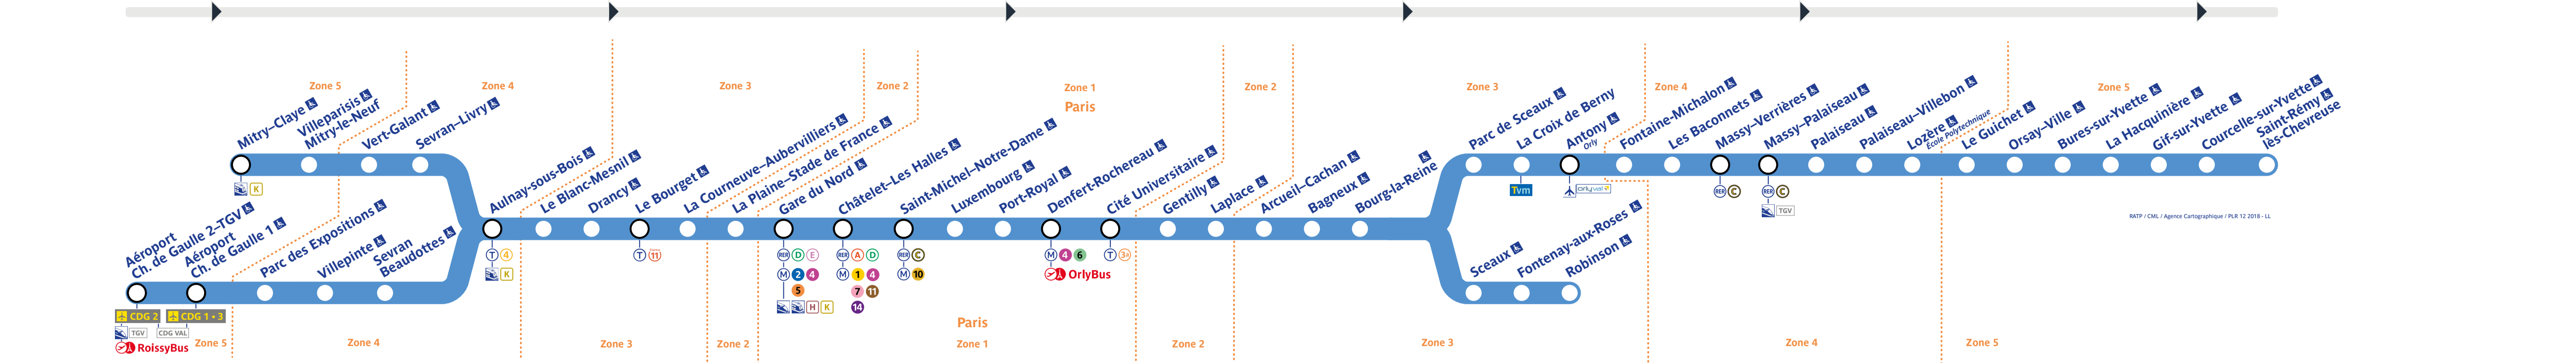 Zone 5
Zone 4
Zone 3
Zone 2
Zone 1
Paris
Zone 2
Zone 3
Zone 4
Zone 5
Mitry–Claye
Villeparisis
Mitry-le-Neuf
Vert-Galant
Sevran–Livry
K
Aéroport
Ch. de Gaulle 2–TGV
Aéroport
Ch. de Gaulle 1
Parc des Expositions
Villepinte
Sevran
Beaudottes
CDG 2
CDG 1 • 3
TGV
CDG VAL
RoissyBus
Aulnay-sous-Bois
T 4
K
Le Blanc-Mesnil
Drancy
Le Bourget
T 11
La Courneuve–Aubervilliers
La Plaine–Stade de France
Gare du Nord
RER D E
M 2 4
5
H K
Châtelet–Les Halles
RER A D
M 1 4
7 11
14
Saint-Michel–Notre-Dame
RER C
M 10
Luxembourg
Port-Royal
Denfert-Rochereau
M 4 6
OrlyBus
Cité Universitaire
T 3a
Gentilly
Laplace
Arcueil–Cachan
Bagneux
Bourg-la-Reine
Parc de Sceaux
La Croix de Berny
Tvm
Antony
Orly
orlyval
Fontaine-Michalon
Les Baconnets
Massy–Verrières
RER C
Massy–Palaiseau
RER C
TGV
Palaiseau
Palaiseau–Villebon
Lozère
École Polytechnique
Le Guichet
Orsay–Ville
Bures-sur-Yvette
La Hacquinière
Gif-sur-Yvette
Courcelle-sur-Yvette
Saint-Rémy
lès-Chevreuse
Sceaux
Fontenay-aux-Roses
Robinson
RATP / CML / Agence Cartographique / PLR 12 2018 - LL
Zone 5
Zone 4
Zone 3
Zone 2
Paris
Zone 1
Zone 2
Zone 3
Zone 4
Zone 5